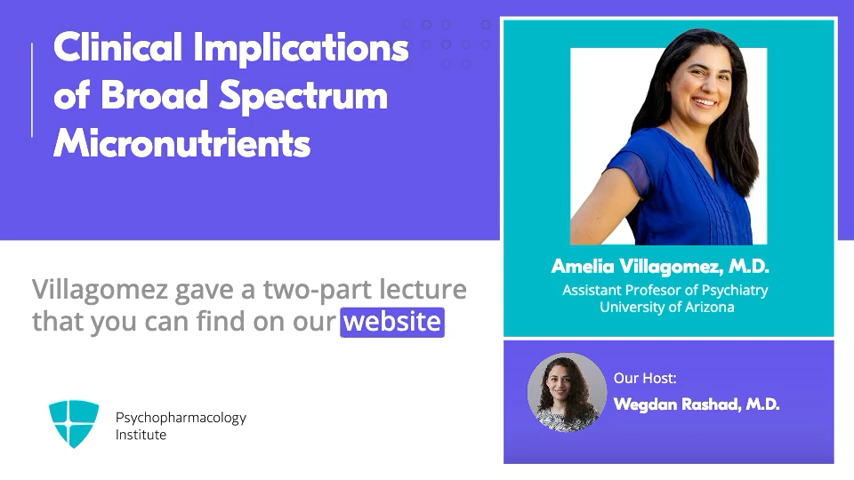 Clinical Implications
of Broad Spectrum
Micronutrients
Villagomez gave a two-part lecture
that you can find on our website
Psychopharmacology
Institute
Amelia Villagomez, M.D.
Assistant Profesor of Psychiatry
University of Arizona
Our Host:
Wegdan Rashad, M.D.